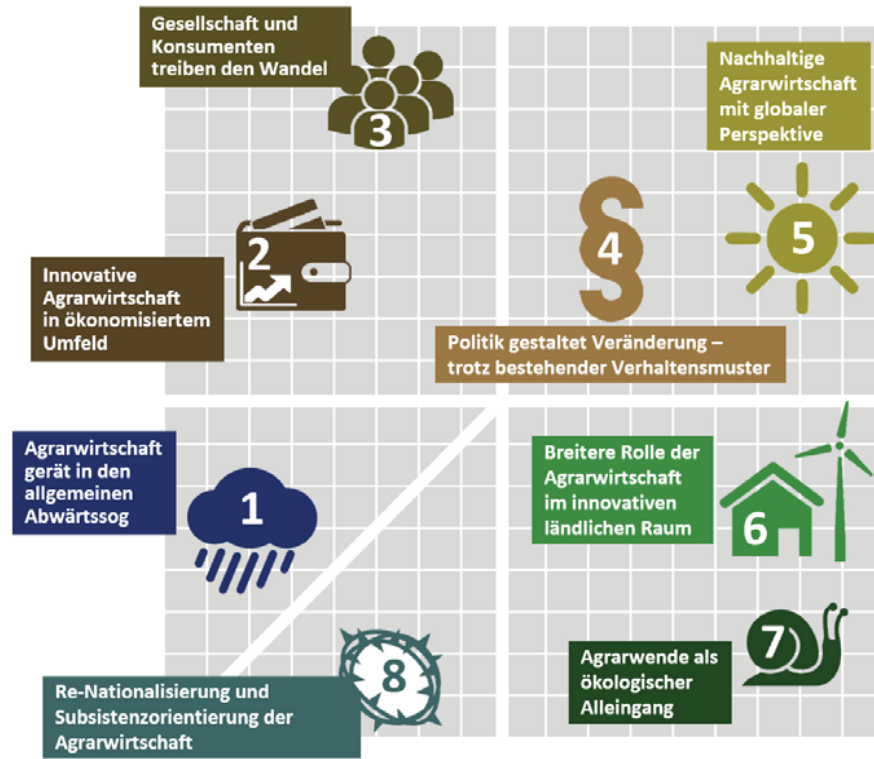 Gesellschaft und
Konsumenten
treiben den Wandel
3
Nachhaltige
Agrarwirtschaft
mit globaler
Perspektive
5
4
2
Innovative
Agrarwirtschaft
in ökonomisiertem
Umfeld
Politik gestaltet Veränderung –
trotz bestehender Verhaltensmuster
Agrarwirtschaft
gerät in den
allgemeinen
Abwärtssog
1
Breitere Rolle der
Agrarwirtschaft
im innovativen
ländlichen Raum
6
Agrarwende als
ökologischer
Alleingang
7
8
Re-Nationalisierung und
Subsistenzorientierung der
Agrarwirtschaft